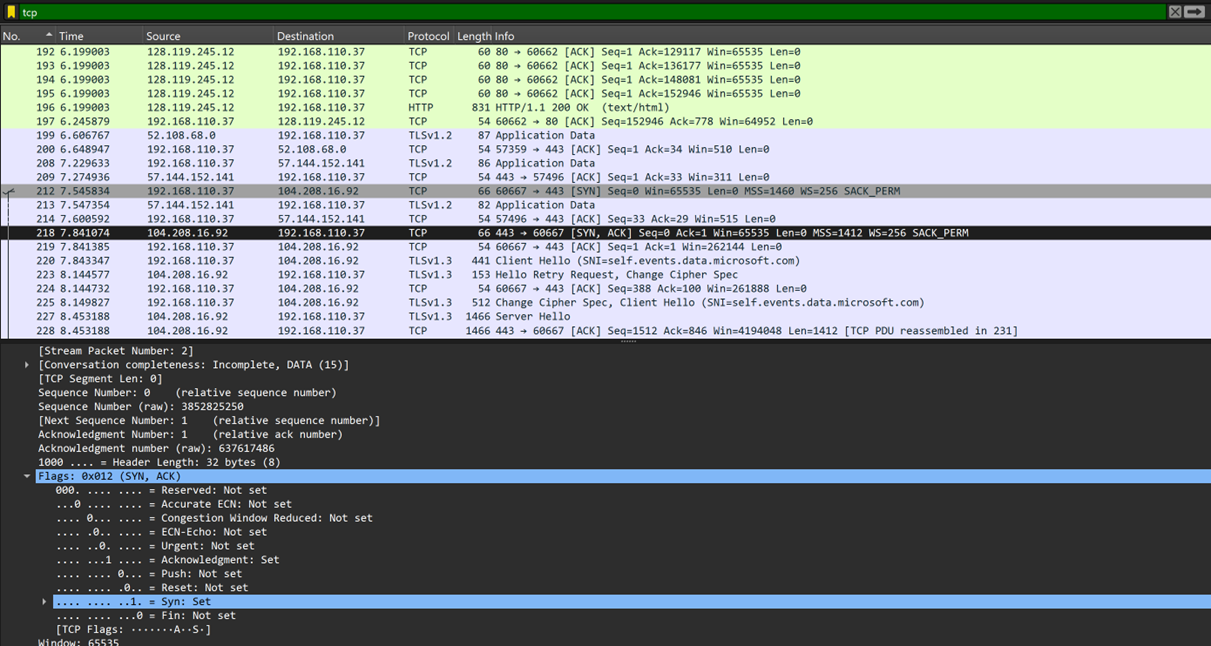 tcp
No. Time Source Destination Protocol Length Info
192 6.199003 128.119.245.12 192.168.110.37 TCP 60 80 → 60662 [ACK] Seq=1 Ack=129117 Win=65535 Len=0
193 6.199003 128.119.245.12 192.168.110.37 TCP 60 80 → 60662 [ACK] Seq=1 Ack=136177 Win=65535 Len=0
194 6.199003 128.119.245.12 192.168.110.37 TCP 60 80 → 60662 [ACK] Seq=1 Ack=148081 Win=65535 Len=0
195 6.199003 128.119.245.12 192.168.110.37 TCP 60 80 → 60662 [ACK] Seq=1 Ack=152946 Win=65535 Len=0
196 6.199003 128.119.245.12 192.168.110.37 HTTP 831 HTTP/1.1 200 OK (text/html)
197 6.245879 192.168.110.37 128.119.245.12 TCP 54 60662 → 80 [ACK] Seq=152946 Ack=778 Win=64952 Len=0
199 6.606767 52.108.68.0 192.168.110.37 TLSv1.2 87 Application Data
200 6.648947 192.168.110.37 52.108.68.0 TCP 54 57359 → 443 [ACK] Seq=1 Ack=34 Win=510 Len=0
208 7.229633 192.168.110.37 57.144.152.141 TLSv1.2 86 Application Data
209 7.274936 57.144.152.141 192.168.110.37 TCP 54 443 → 57496 [ACK] Seq=1 Ack=33 Win=311 Len=0
212 7.545834 192.168.110.37 104.208.16.92 TCP 66 60667 → 443 [SYN] Seq=0 Win=65535 Len=0 MSS=1460 WS=256 SACK_PERM
213 7.547354 57.144.152.141 192.168.110.37 TLSv1.2 82 Application Data
214 7.600592 192.168.110.37 57.144.152.141 TCP 54 57496 → 443 [ACK] Seq=33 Ack=29 Win=515 Len=0
218 7.841074 104.208.16.92 192.168.110.37 TCP 66 443 → 60667 [SYN, ACK] Seq=0 Ack=1 Win=65535 Len=0 MSS=1412 WS=256 SACK_PERM
219 7.841385 192.168.110.37 104.208.16.92 TCP 54 60667 → 443 [ACK] Seq=1 Ack=1 Win=262144 Len=0
220 7.843347 192.168.110.37 104.208.16.92 TLSv1.3 441 Client Hello (SNI=self.events.data.microsoft.com)
223 8.144577 104.208.16.92 192.168.110.37 TLSv1.3 153 Hello Retry Request, Change Cipher Spec
224 8.144732 192.168.110.37 104.208.16.92 TCP 54 60667 → 443 [ACK] Seq=388 Ack=100 Win=261888 Len=0
225 8.149827 192.168.110.37 104.208.16.92 TLSv1.3 512 Change Cipher Spec, Client Hello (SNI=self.events.data.microsoft.com)
227 8.453188 104.208.16.92 192.168.110.37 TLSv1.3 1466 Server Hello
228 8.453188 104.208.16.92 192.168.110.37 TCP 1466 443 → 60667 [ACK] Seq=1512 Ack=846 Win=4194048 Len=1412 [TCP PDU reassembled in 231]
[Stream Packet Number: 2]
[Conversation completeness: Incomplete, DATA (15)]
[TCP Segment Len: 0]
Sequence Number: 0 (relative sequence number)
Sequence Number (raw): 3852825250
[Next Sequence Number: 1 (relative sequence number)]
Acknowledgment Number: 1 (relative ack number)
Acknowledgment number (raw): 637617486
1000 .... = Header Length: 32 bytes (8)
Flags: 0x012 (SYN, ACK)
000. .... .... = Reserved: Not set
...0 .... .... = Accurate ECN: Not set
.... 0... .... = Congestion Window Reduced: Not set
.... .0.. .... = ECN-Echo: Not set
.... ..0. .... = Urgent: Not set
.... ...1 .... = Acknowledgment: Set
.... .... 0... = Push: Not set
.... .... .0.. = Reset: Not set
.... .... ..1. = Syn: Set
.... .... ...0 = Fin: Not set
[TCP Flags: ·······A··S·]
Window: 65535